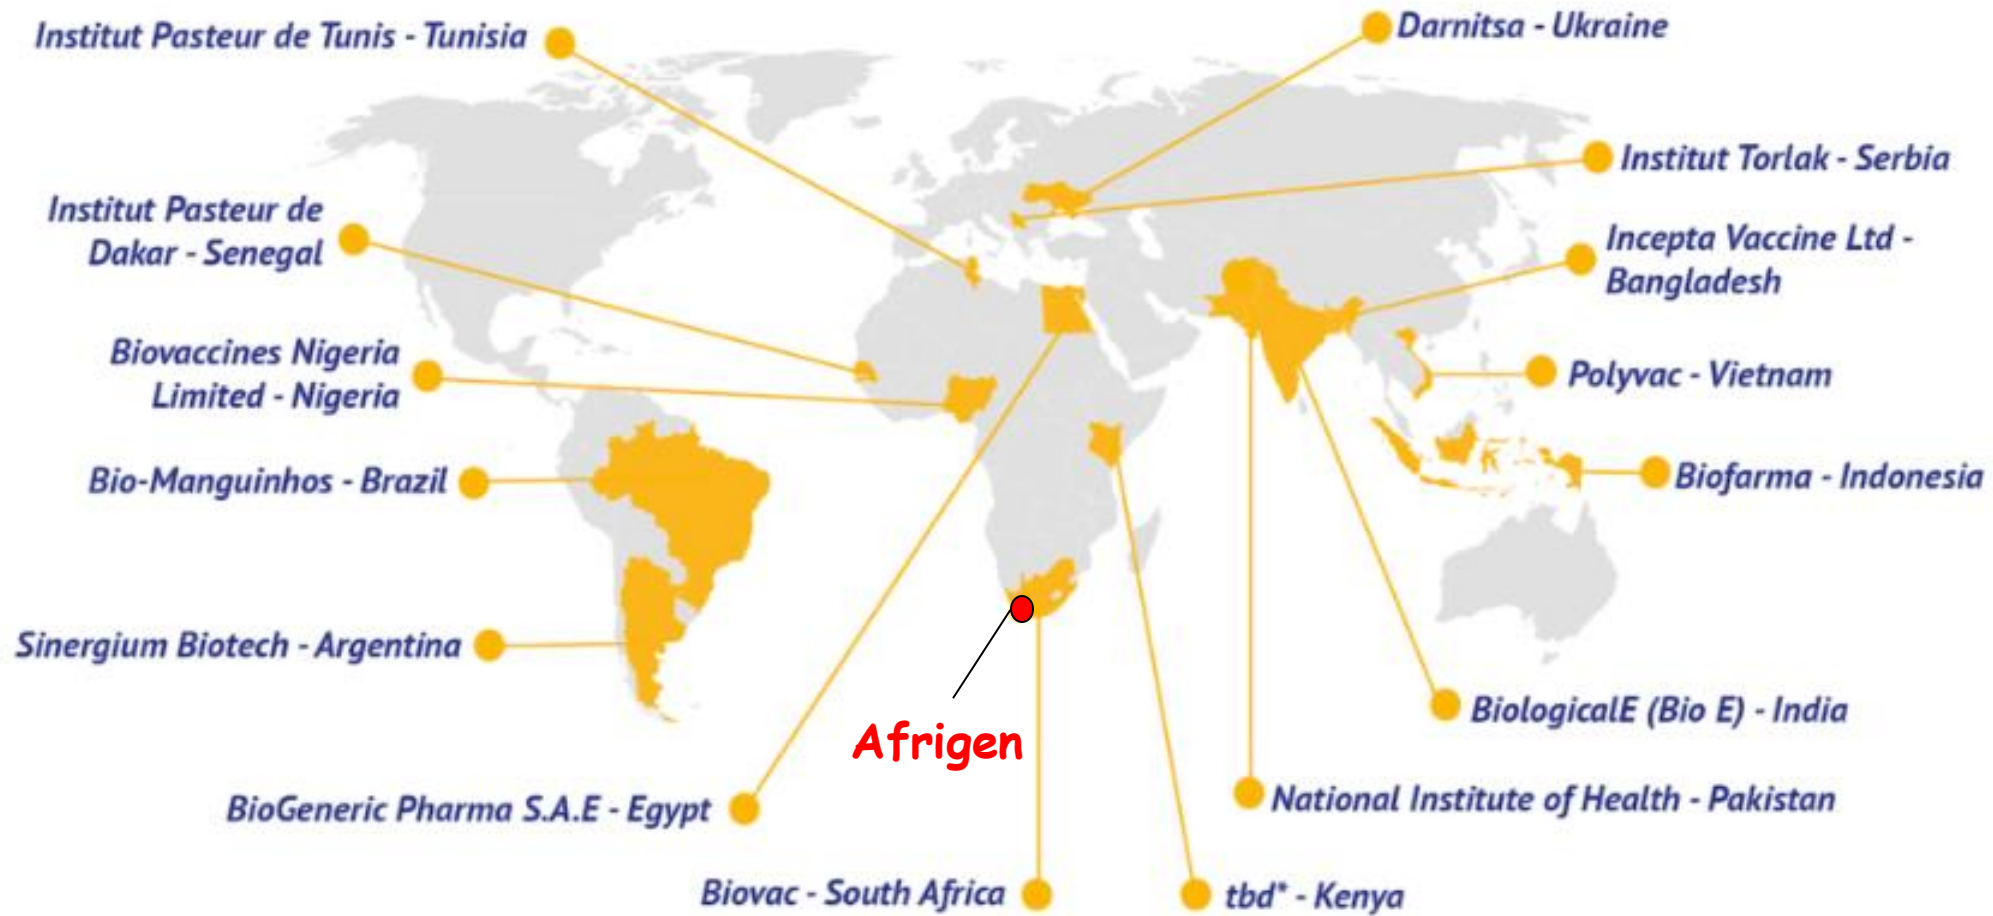 Institut Pasteur de Tunis - Tunisia
Darnitsa - Ukraine
Institut Torlak - Serbia
Institut Pasteur de
Dakar - Senegal
Incepta Vaccine Ltd -
Bangladesh
Biovaccines Nigeria
Limited - Nigeria
Polyvac - Vietnam
Bio-Manguinhos - Brazil
Biofarma - Indonesia
Sinergium Biotech - Argentina
Afrigen
BiologicalE (Bio E) - India
BioGeneric Pharma S.A.E - Egypt
National Institute of Health - Pakistan
Biovac - South Africa
tbd* - Kenya